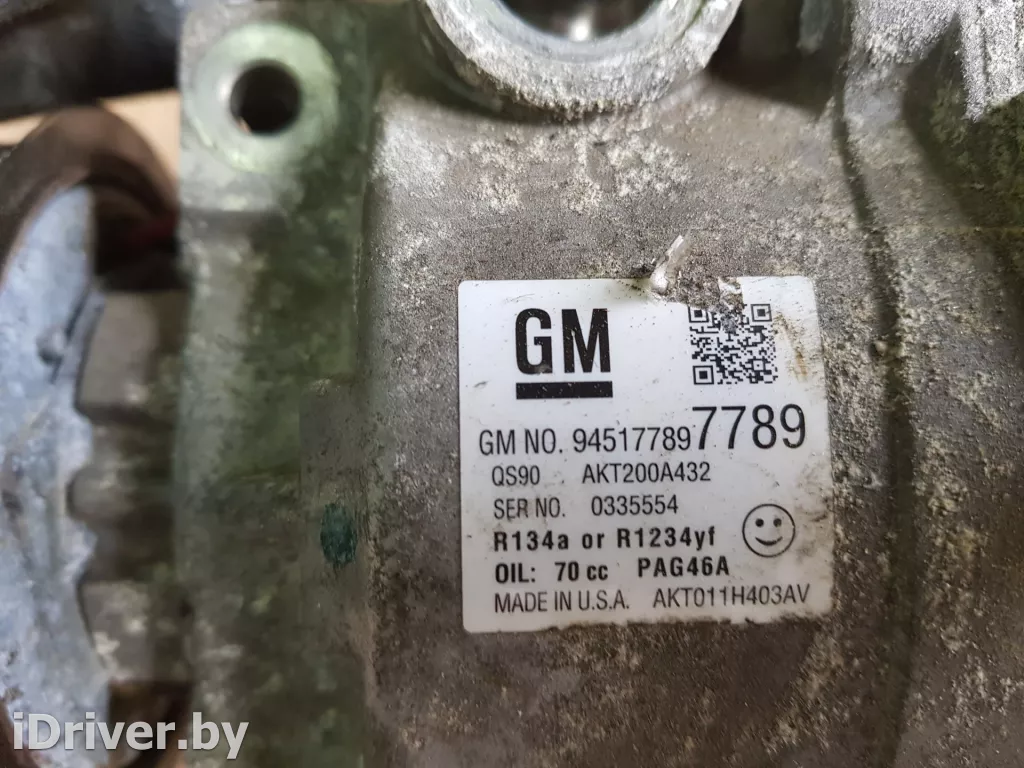 GM
GM NO. 94517789 7789
QS90 AKT200A432
SER NO. 0335554
R134a or R1234yf
OIL: 70 cc PAG46A
MADE IN U.S.A. AKT011H403AV
iDriver.by